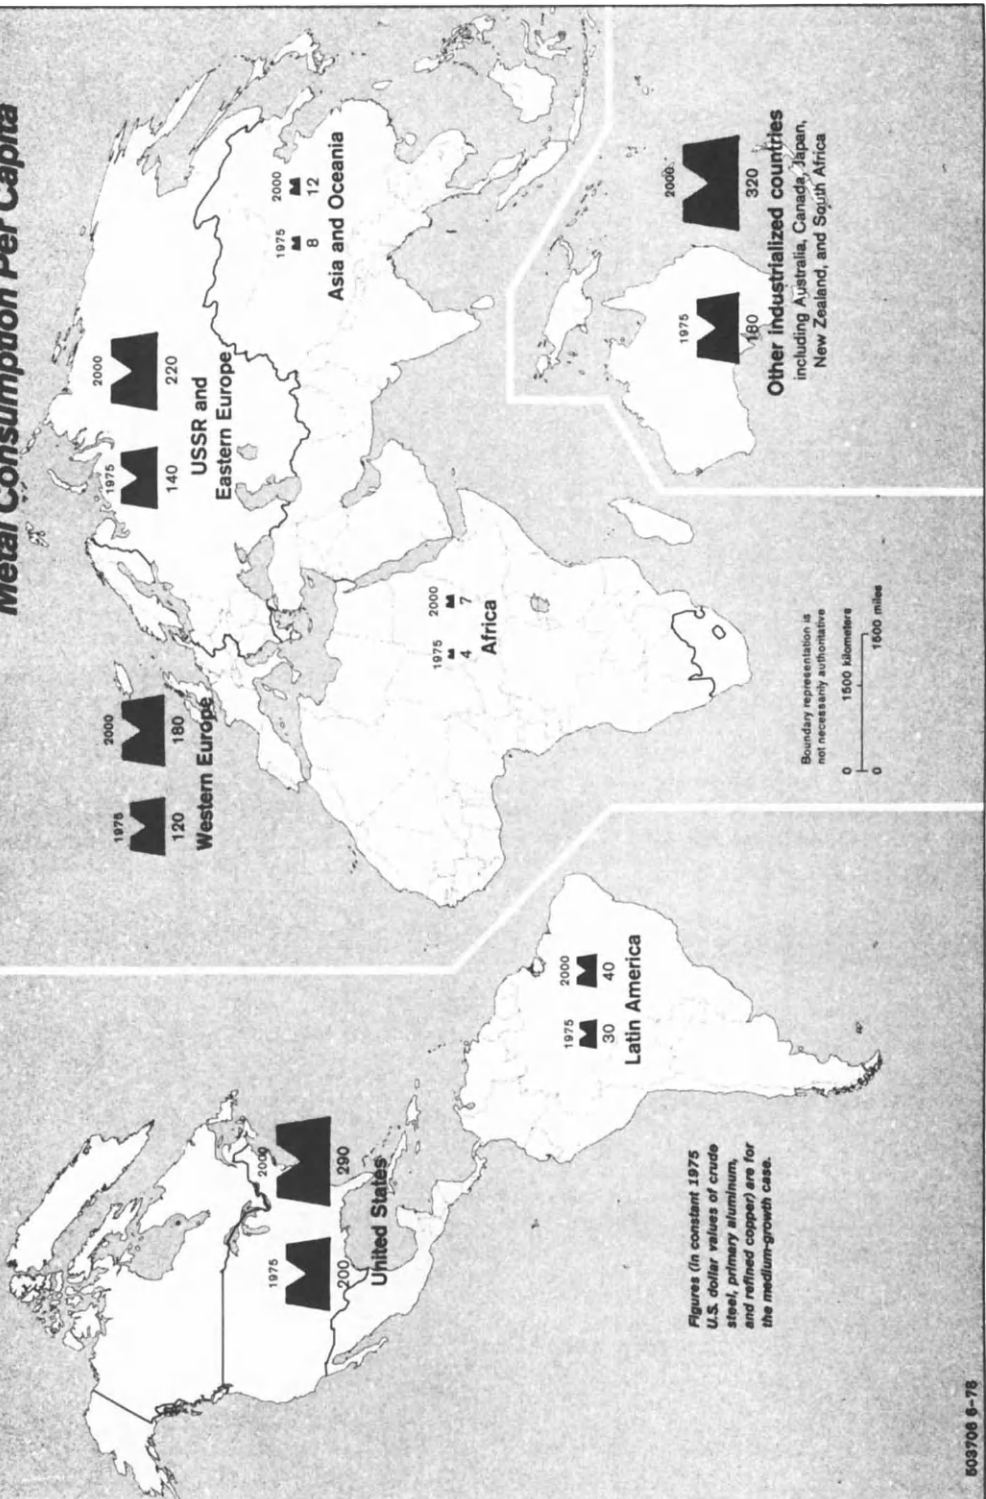 Metal Consumption Per Capita
1975
200
2000
290
United States
1975
120
2000
180
Western Europe
1975
140
2000
220
USSR and
Eastern Europe
1975
8
2000
12
Asia and Oceania
1975
4
2000
7
Africa
1975
30
2000
40
Latin America
1975
180
2000
320
Other industrialized countries
including Australia, Canada, Japan,
New Zealand, and South Africa
Figures (in constant 1975
U.S. dollar values of crude
steel, primary aluminum,
and refined copper) are for
the medium-growth case.
Boundary representation is
not necessarily authoritative
0 1500 kilometers
0 1500 miles
503706 6-78